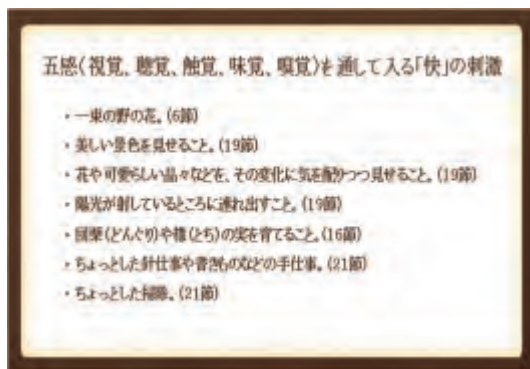 五感(視覚、聴覚、触覚、味覚、嗅覚)を通して入る「快」の刺激
・一束の野の花。(6節)
・美しい景色を見せること。(19節)
・花や可愛らしい品々などを、その変化に気を配りつつ見せること。(19節)
・陽光が射しているところに連れ出すこと。(19節)
・団栗(どんぐり)や橡(とち)の実を育てること。(16節)
・ちょっとした針仕事や書きものなどの手仕事。(21節)
・ちょっとした掃除。(21節)